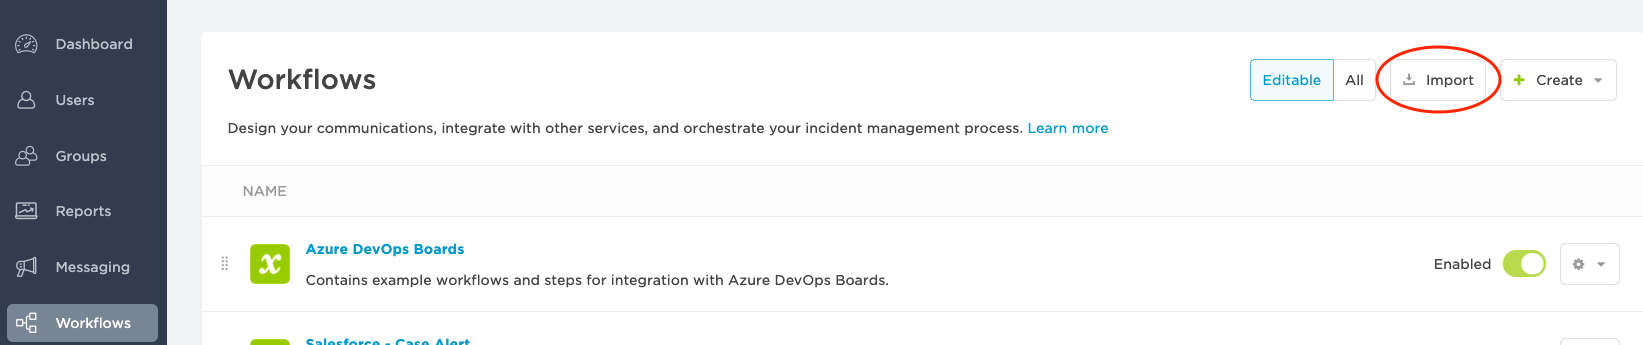 Dashboard
Users
Groups
Reports
Messaging
Workflows
Workflows
Editable
All
Import
Create
Design your communications, integrate with other services, and orchestrate your incident management process. Learn more
NAME
x
Azure DevOps Boards
Contains example workflows and steps for integration with Azure DevOps Boards.
Enabled
Salesforce - Case Alert